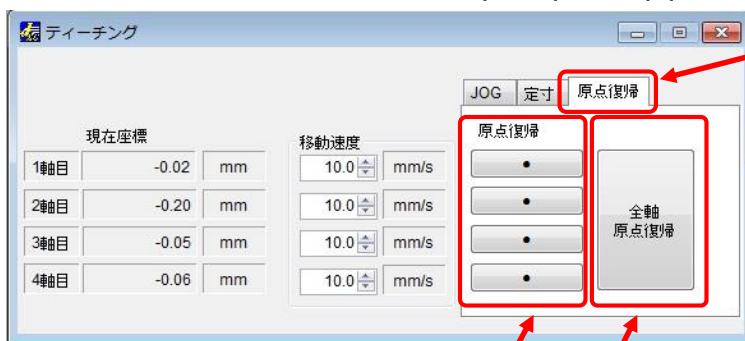 ティーチング
JOG 定寸 原点復帰
現在座標 移動速度 原点復帰
1軸目 -0.02 mm 10.0 mm/s ●
2軸目 -0.20 mm 10.0 mm/s ●
3軸目 -0.05 mm 10.0 mm/s ●
4軸目 -0.06 mm 10.0 mm/s ●
全軸
原点復帰